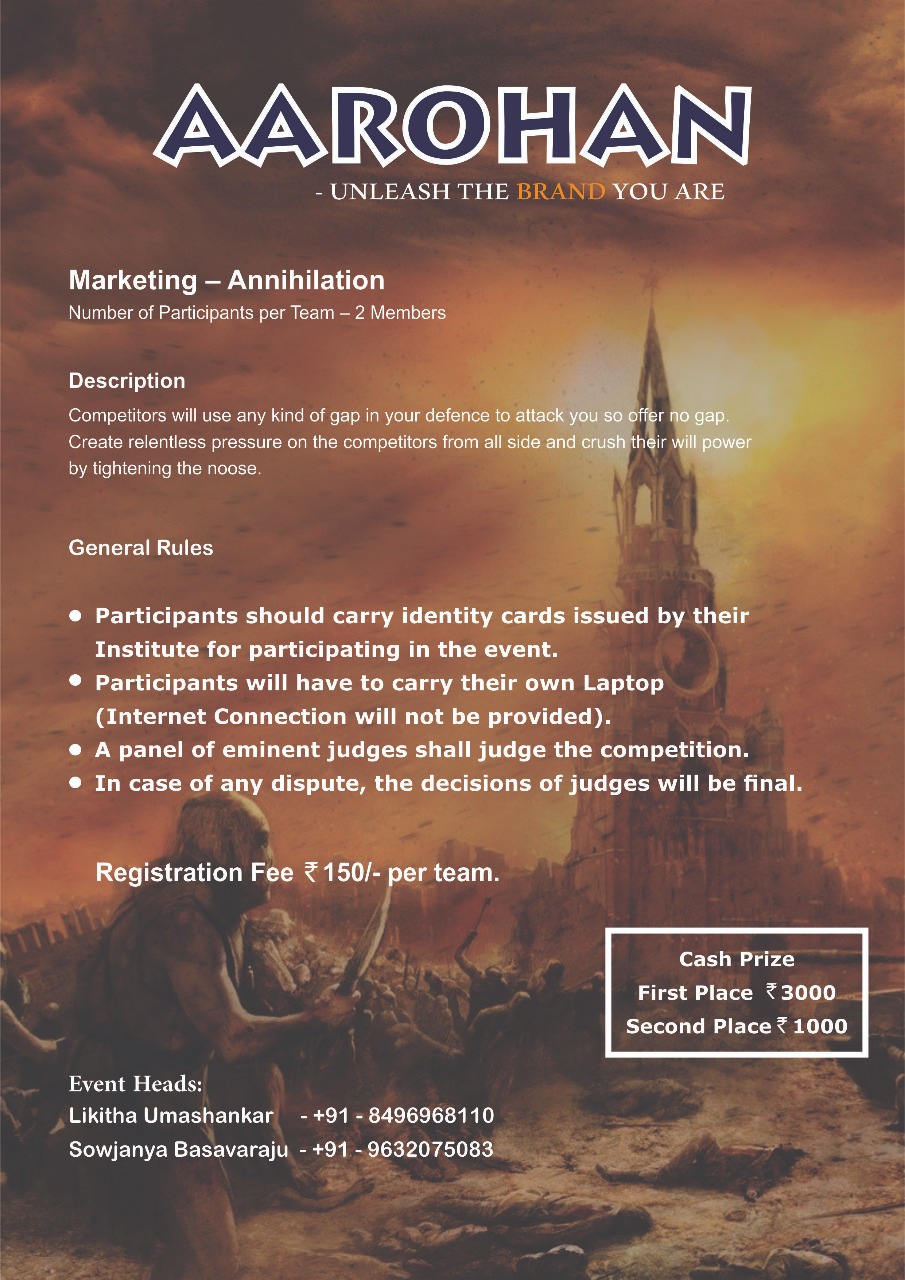 AAROHAN
- UNLEASH THE BRAND YOU ARE
Marketing – Annihilation
Number of Participants per Team – 2 Members
Description
Competitors will use any kind of gap in your defence to attack you so offer no gap.
Create relentless pressure on the competitors from all side and crush their will power
by tightening the noose.
General Rules
● Participants should carry identity cards issued by their
Institute for participating in the event.
● Participants will have to carry their own Laptop
(Internet Connection will not be provided).
● A panel of eminent judges shall judge the competition.
● In case of any dispute, the decisions of judges will be final.
Registration Fee ₹ 150/- per team.
Cash Prize
First Place ₹ 3000
Second Place ₹ 1000
Event Heads:
Likitha Umashankar - +91 - 8496968110
Sowjanya Basavaraju - +91 - 9632075083